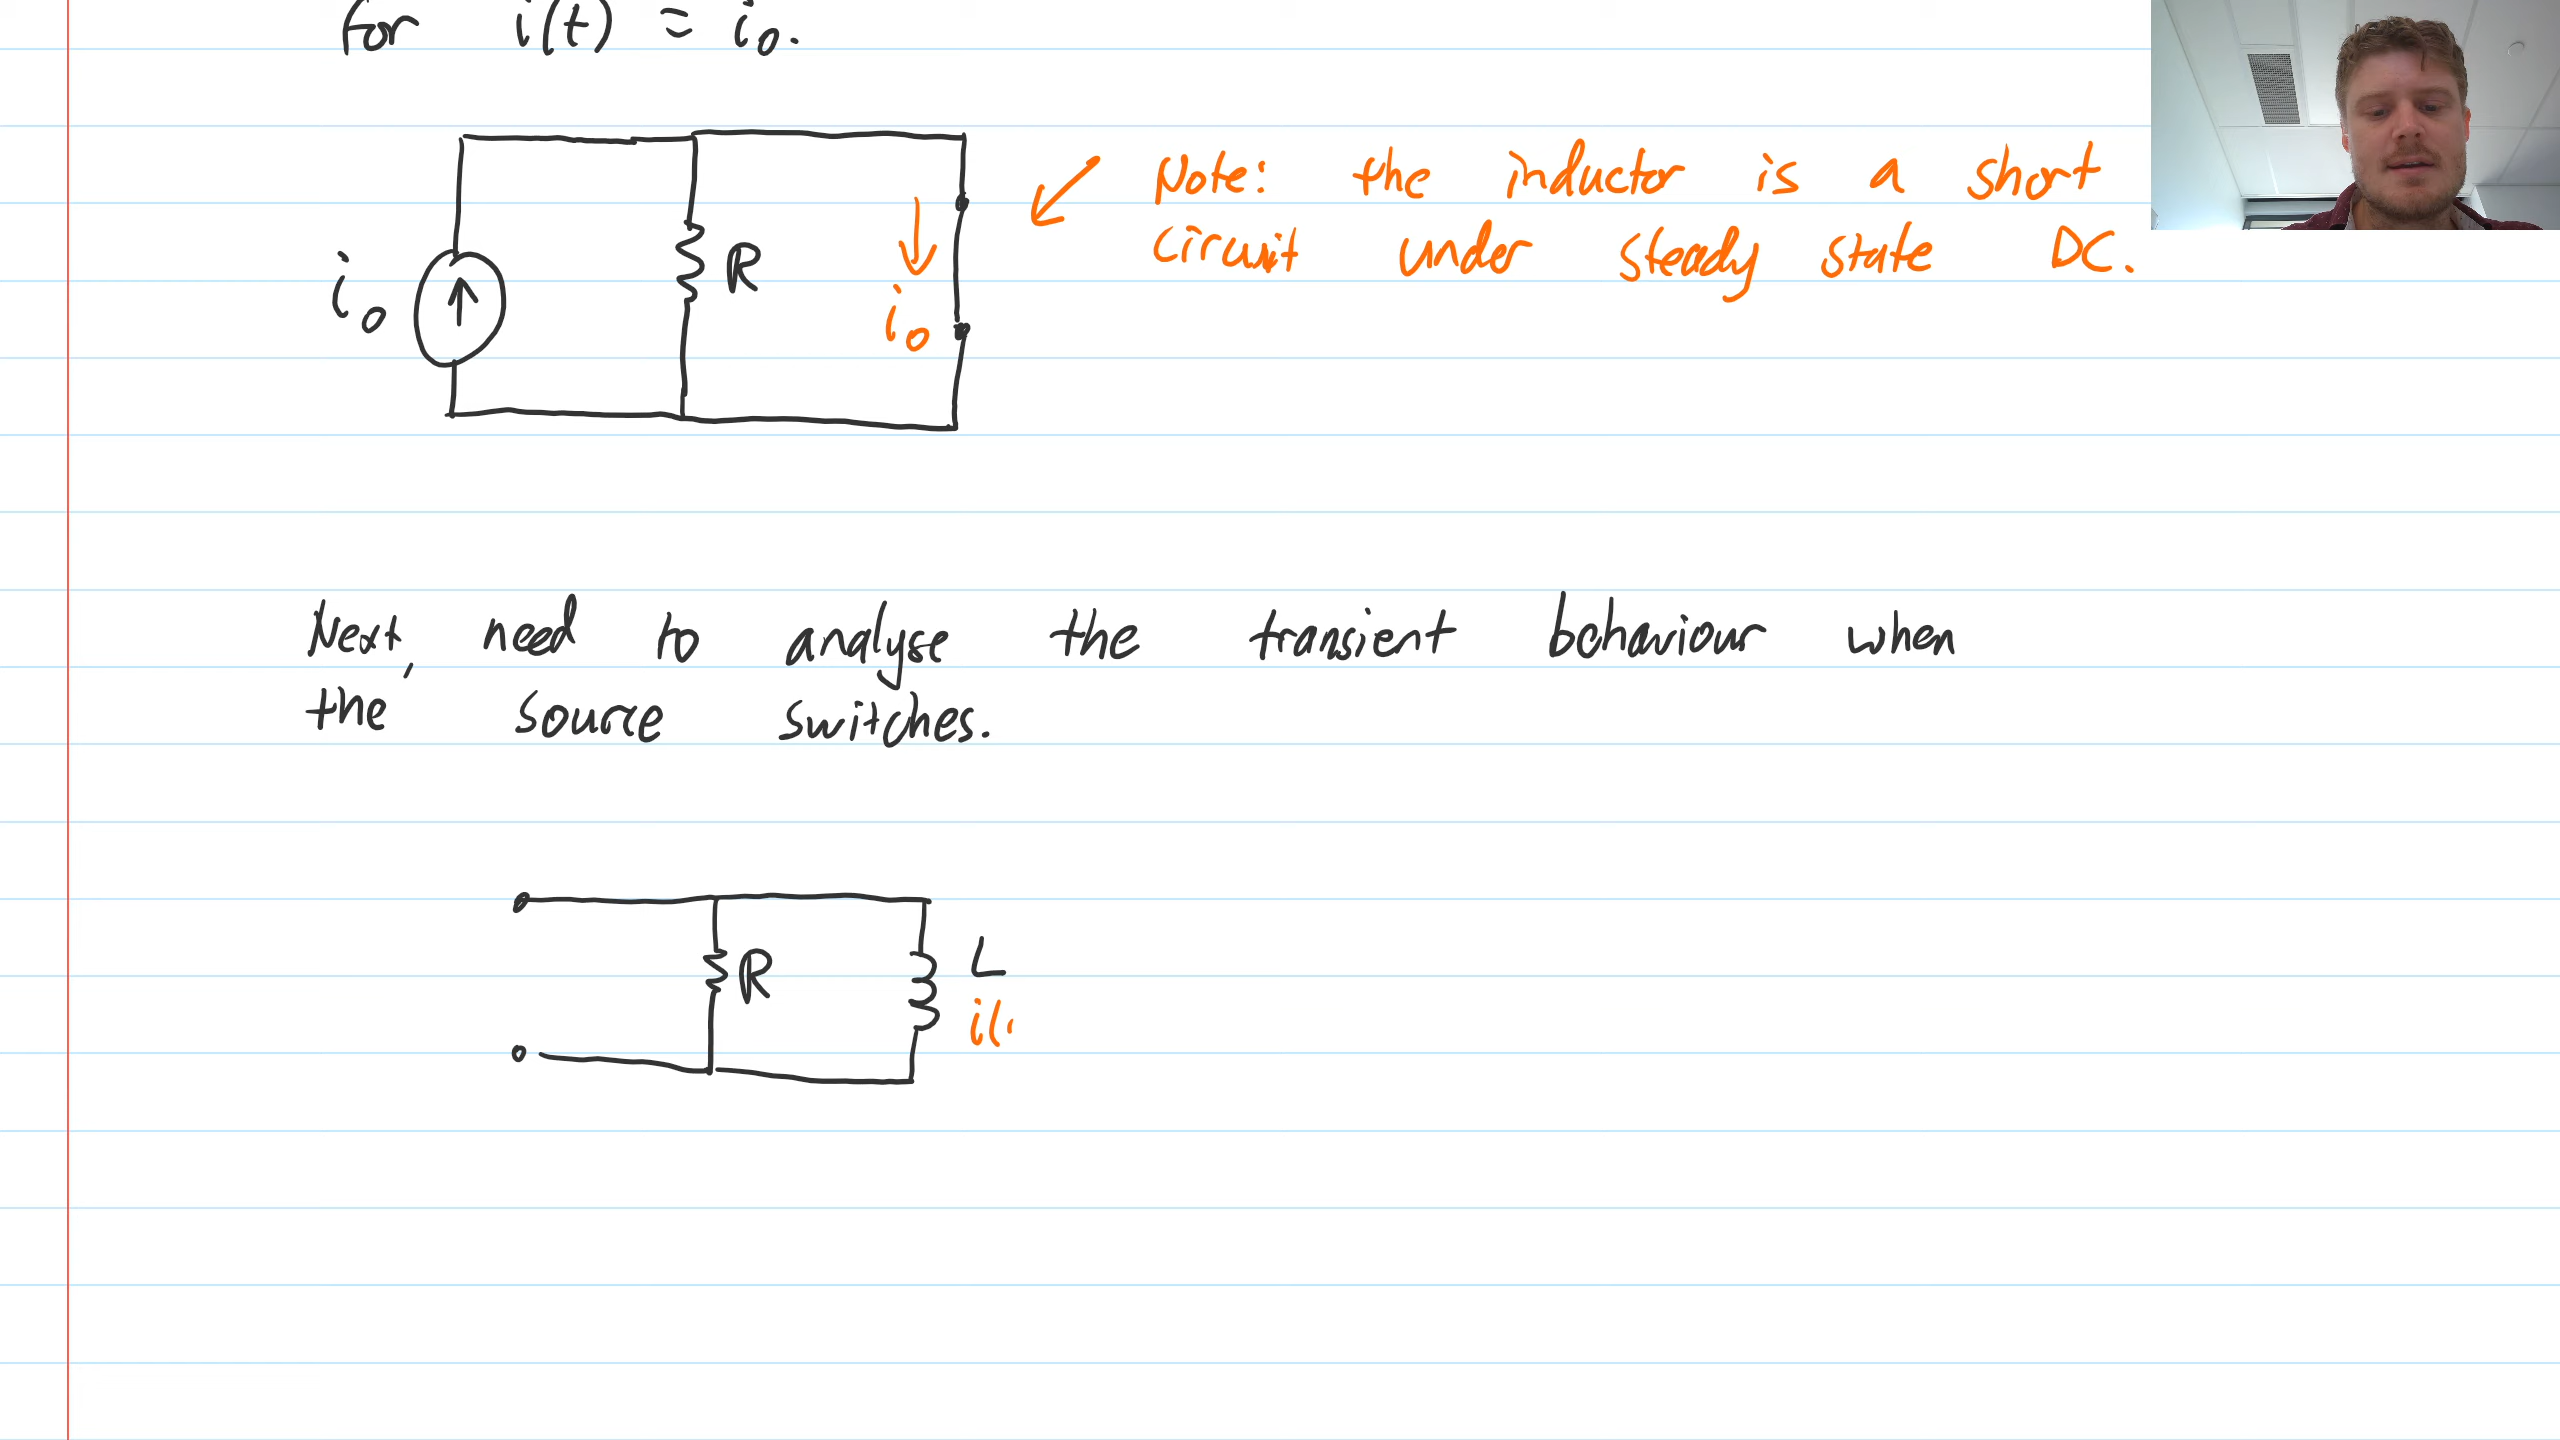 for i(t) = i₀.
Note: the inductor is a short
circuit under steady state DC.
i₀
R
i₀
Next, need to analyse the transient behaviour when
the source switches.
L
R
i(